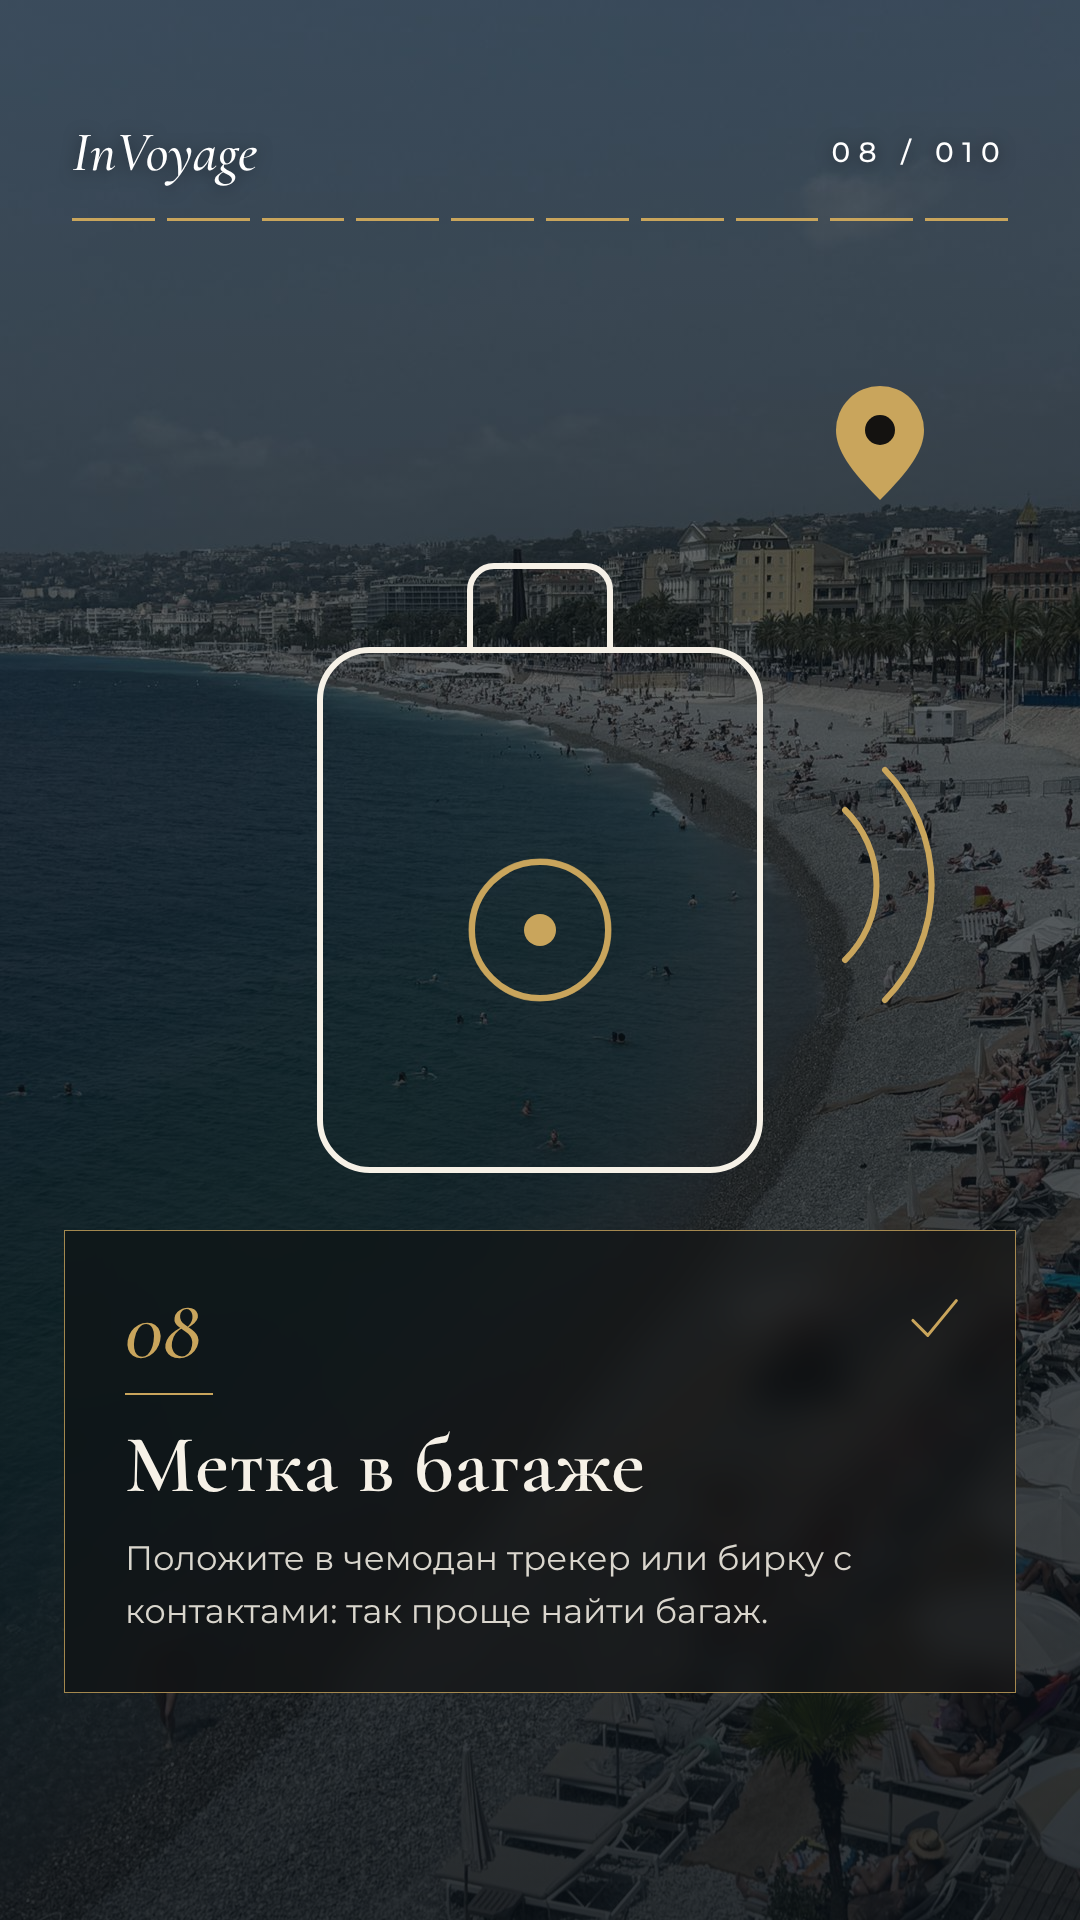 InVoyage
08 / 010
08
Метка в багаже
Положите в чемодан трекер или бирку с
контактами: так проще найти багаж.